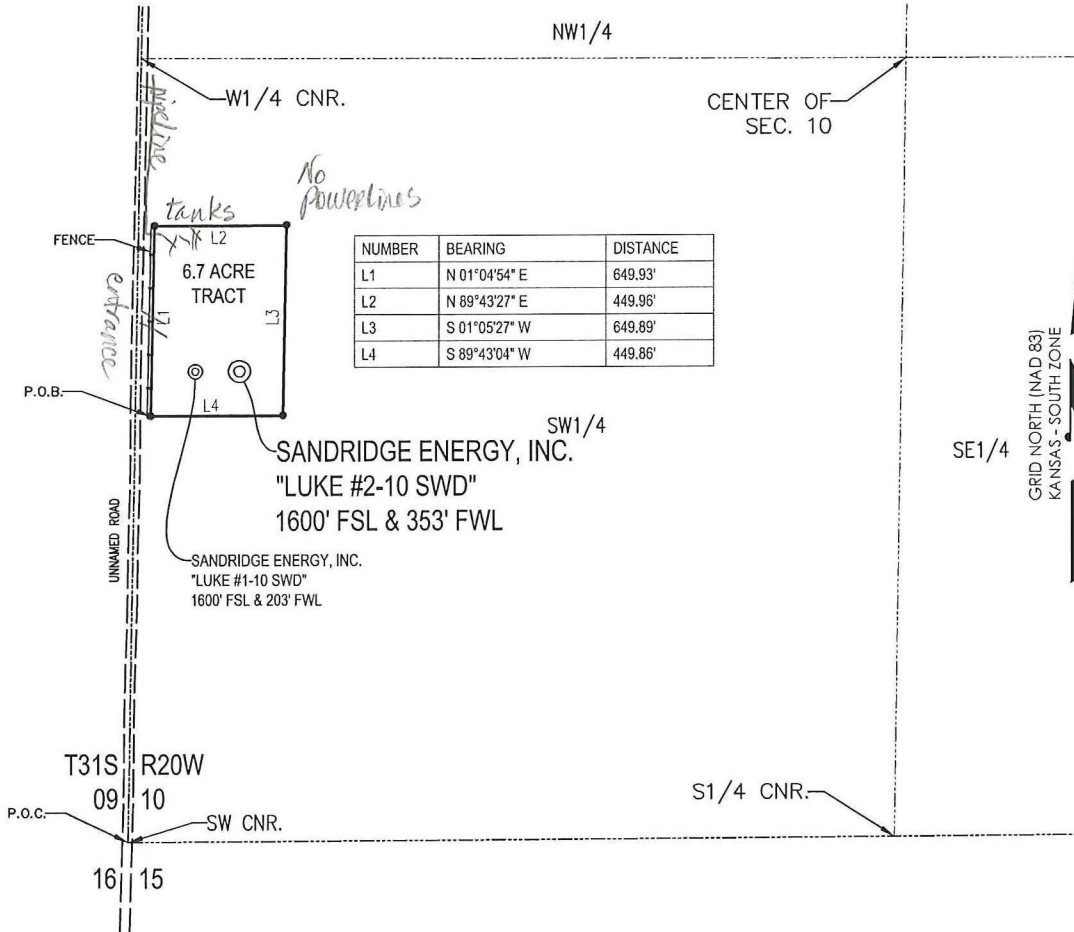 NW1/4
W1/4 CNR.
CENTER OF
SEC. 10
pipeline
No
powerlines
tanks
FENCE
L2
6.7 ACRE
TRACT
L1
L3
entrance
P.O.B.
L4
NUMBER BEARING DISTANCE
L1 N 01°04'54" E 649.93'
L2 N 89°43'27" E 449.96'
L3 S 01°05'27" W 649.89'
L4 S 89°43'04" W 449.86'
SW1/4
SE1/4
GRID NORTH (NAD 83)
KANSAS - SOUTH ZONE
SANDRIDGE ENERGY, INC.
"LUKE #2-10 SWD"
1600' FSL & 353' FWL
UNNAMED ROAD
SANDRIDGE ENERGY, INC.
"LUKE #1-10 SWD"
1600' FSL & 203' FWL
T31S R20W
09 10
P.O.C.
SW CNR.
S1/4 CNR.
16 15